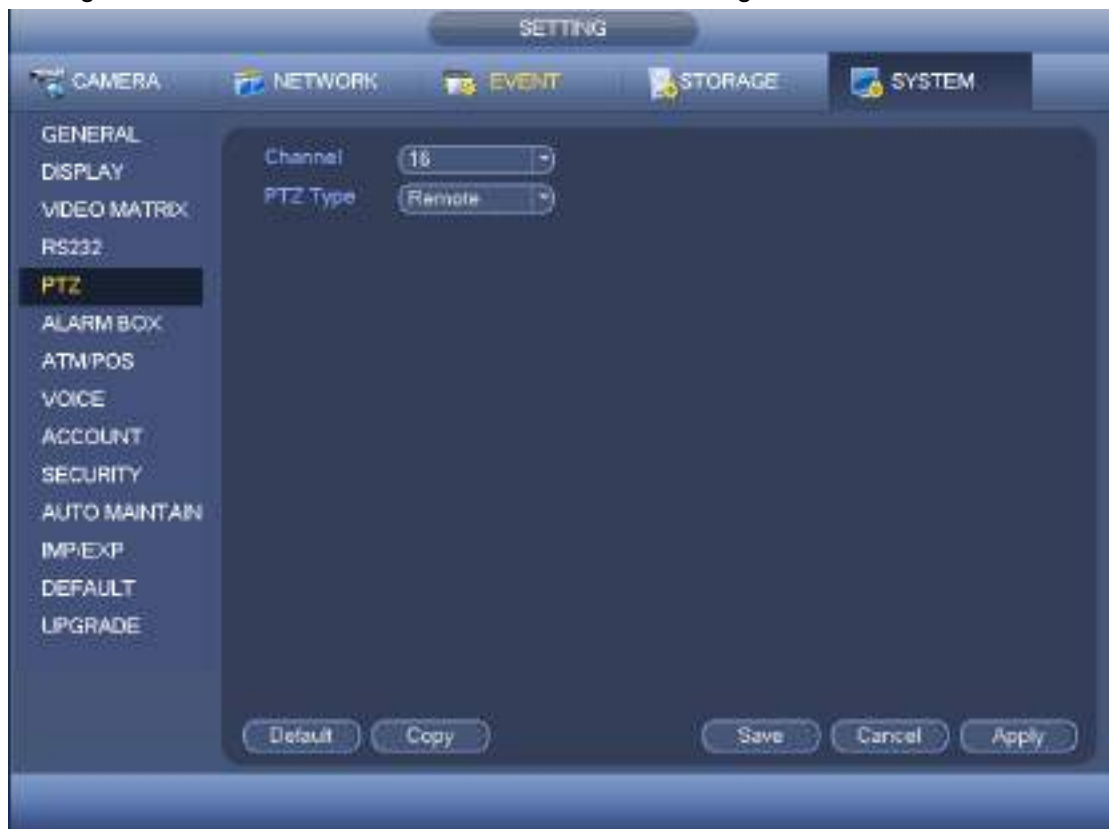 SETTING
CAMERA NETWORK EVENT STORAGE SYSTEM
GENERAL
DISPLAY
VIDEO MATRIX
RS232
PTZ
ALARM BOX
ATM/POS
VOICE
ACCOUNT
SECURITY
AUTO MAINTAIN
IMP/EXP
DEFAULT
UPGRADE
Channel 16
PTZ Type Remote
Default Copy Save Cancel Apply